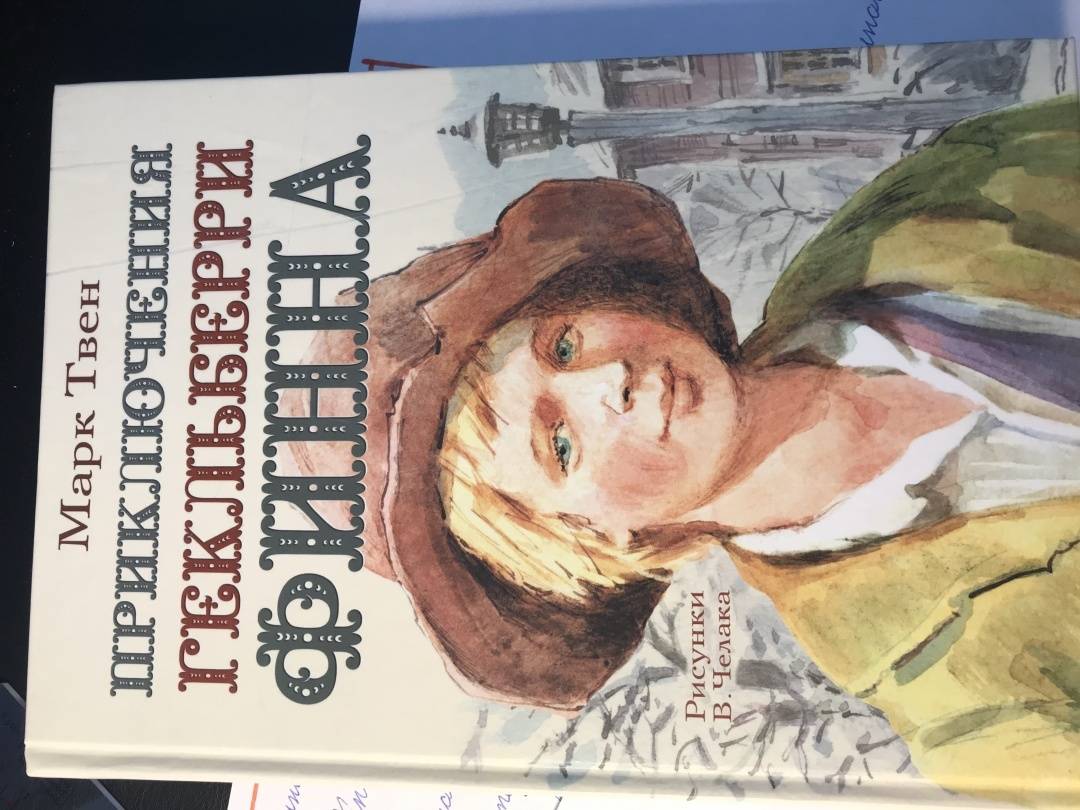 Марк Твен
ПРИКЛЮЧЕНИЯ
ГЕКЛЬБЕРРИ
ФИННА
Рисунки
В. Челака